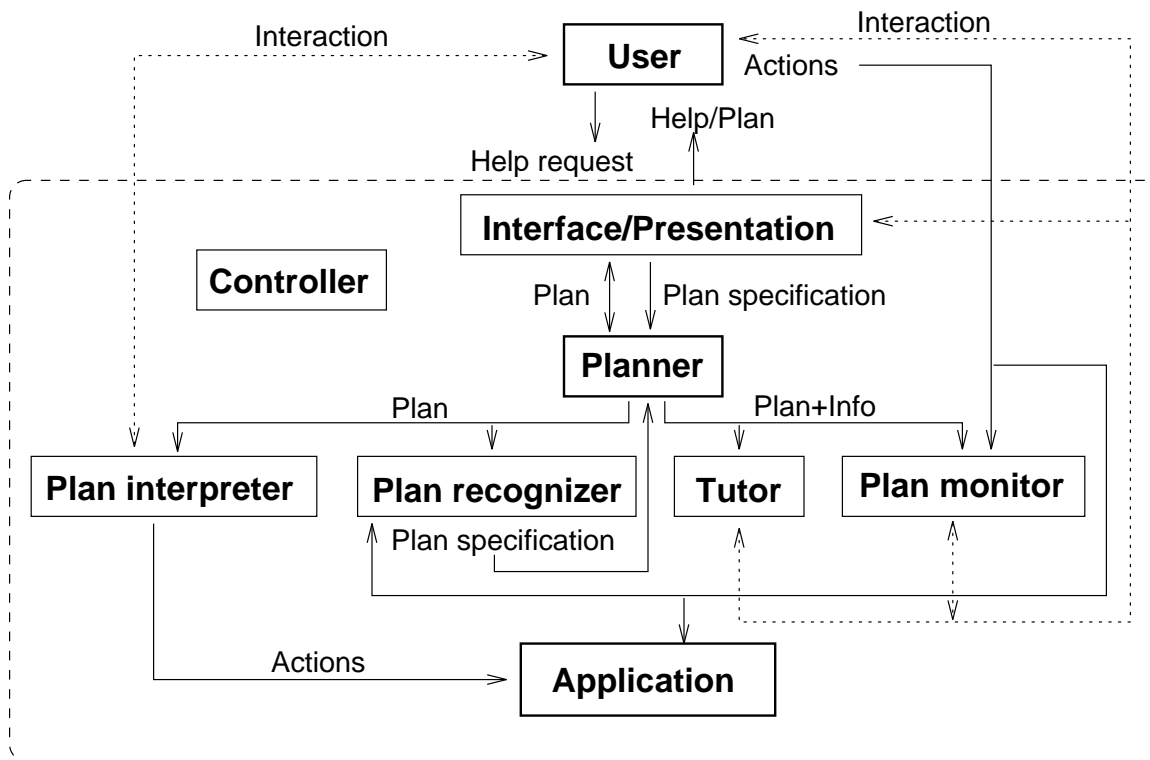 Interaction
Interaction
User
Actions
Help/Plan
Help request
Interface/Presentation
Controller
Plan
Plan specification
Planner
Plan
Plan+Info
Plan interpreter
Plan recognizer
Tutor
Plan monitor
Plan specification
Actions
Application